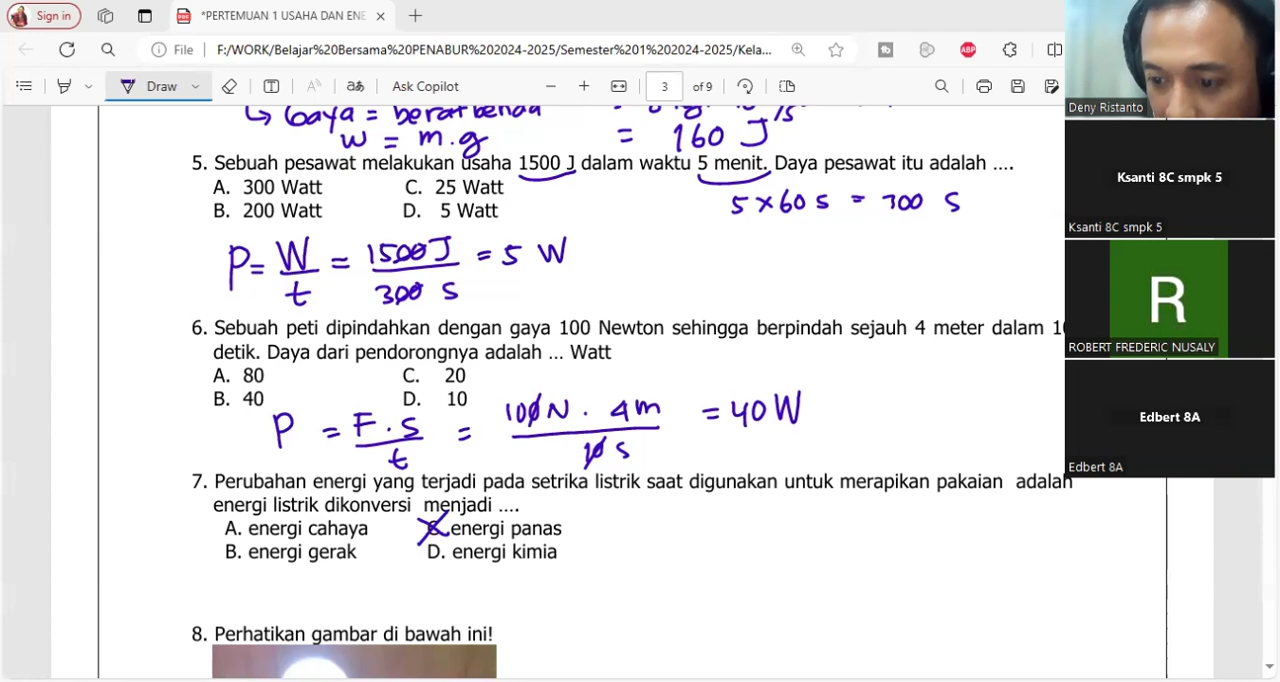 Sign in
*PERTEMUAN 1 USAHA DAN ENE
File
F:/WORK/Belajar%20Bersama%20PENABUR%202024-2025/Semester%201%202024-2025/Kela...
Draw
aあ
Ask Copilot
3
of 9
ABP
↳ Gaya = berat benda
w = m.g
= 160 J
5. Sebuah pesawat melakukan usaha 1500 J dalam waktu 5 menit. Daya pesawat itu adalah ....
A. 300 Watt C. 25 Watt
B. 200 Watt D. 5 Watt
5 x 60 s = 300 s
P = W / t = 1500 J / 300 s = 5 W
6. Sebuah peti dipindahkan dengan gaya 100 Newton sehingga berpindah sejauh 4 meter dalam 10
detik. Daya dari pendorongnya adalah ... Watt
A. 80 C. 20
B. 40 D. 10
P = F . s / t = 100 N . 4 m / 10 s = 40 W
7. Perubahan energi yang terjadi pada setrika listrik saat digunakan untuk merapikan pakaian adalah
energi listrik dikonversi menjadi ....
A. energi cahaya C. energi panas
B. energi gerak D. energi kimia
8. Perhatikan gambar di bawah ini!
Deny Ristanto
Ksanti 8C smpk 5
Ksanti 8C smpk 5
R
ROBERT FREDERIC NUSALY
Edbert 8A
Edbert 8A